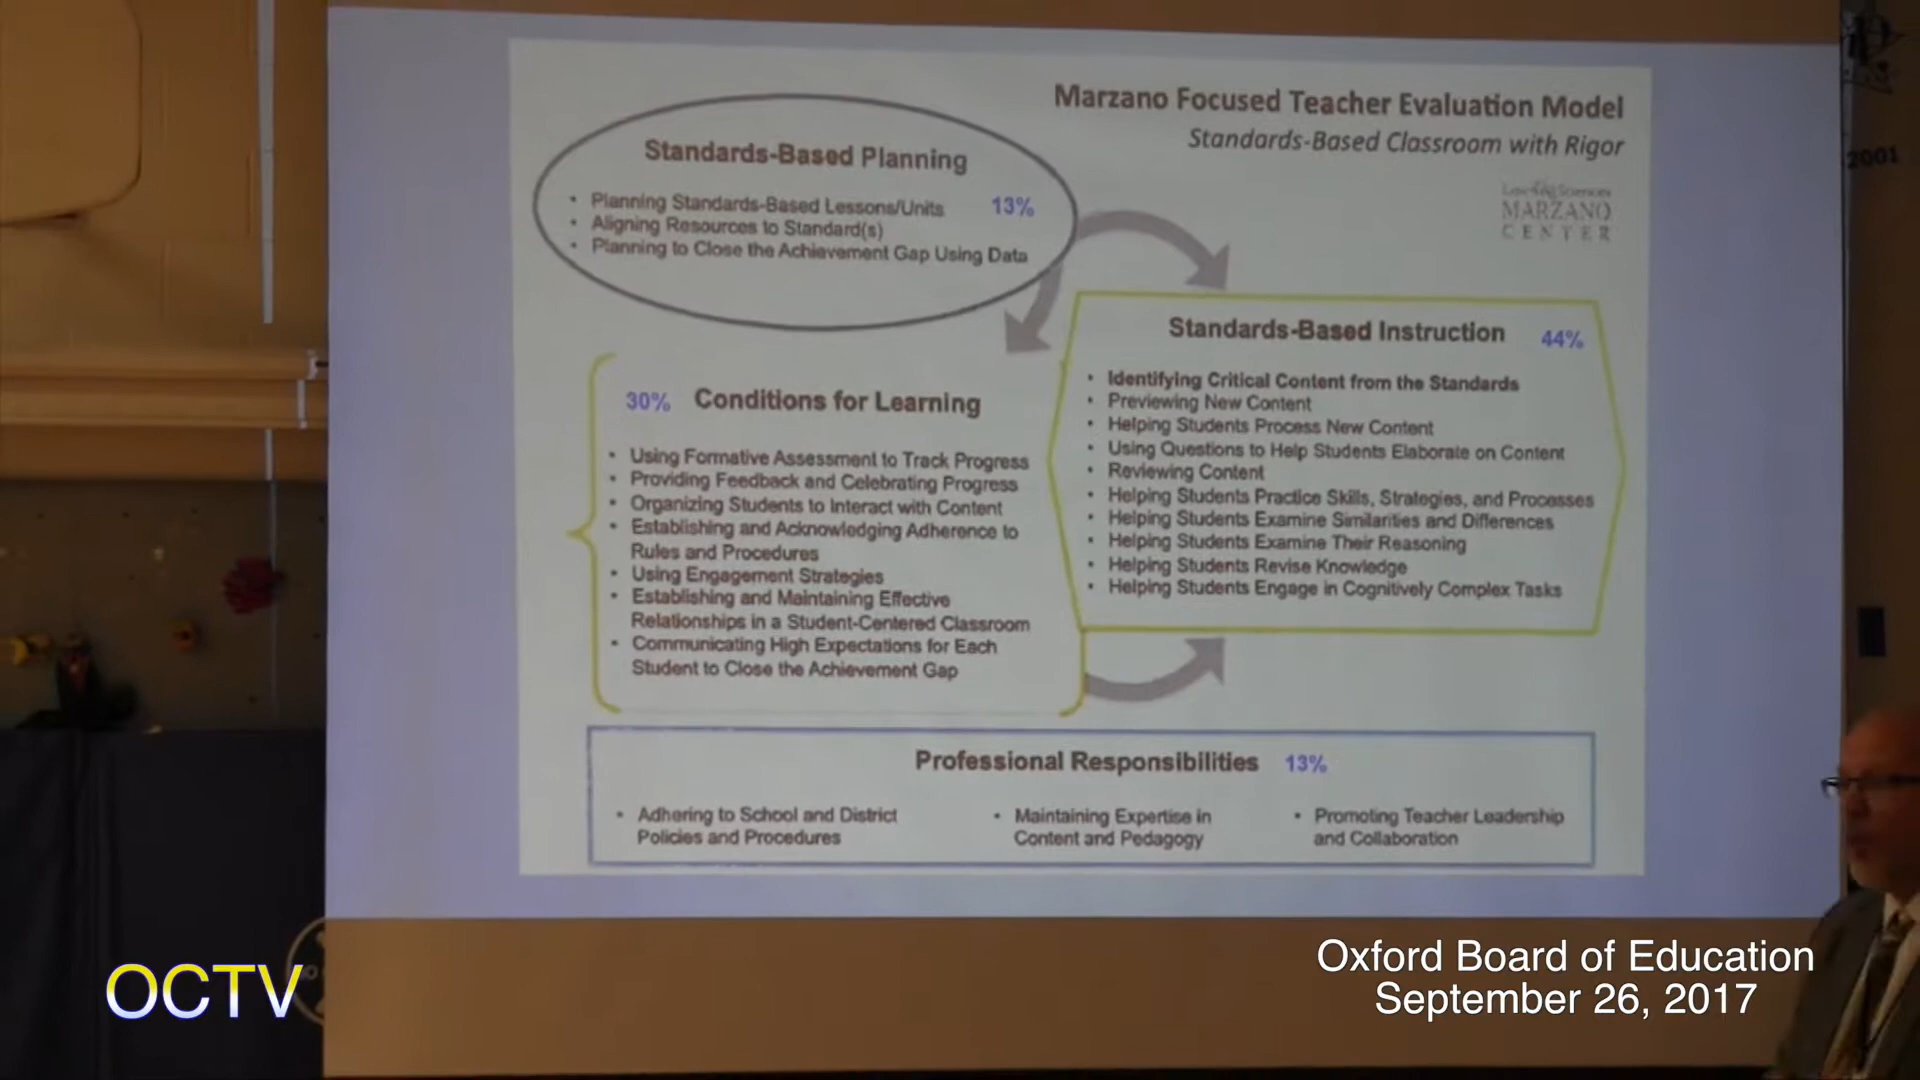 Marzano Focused Teacher Evaluation Model
Standards-Based Classroom with Rigor
Learning Sciences
MARZANO
CENTER
2001
Standards-Based Planning
• Planning Standards-Based Lessons/Units 13%
• Aligning Resources to Standard(s)
• Planning to Close the Achievement Gap Using Data
30% Conditions for Learning
• Using Formative Assessment to Track Progress
• Providing Feedback and Celebrating Progress
• Organizing Students to Interact with Content
• Establishing and Acknowledging Adherence to
Rules and Procedures
• Using Engagement Strategies
• Establishing and Maintaining Effective
Relationships in a Student-Centered Classroom
• Communicating High Expectations for Each
Student to Close the Achievement Gap
Standards-Based Instruction 44%
• Identifying Critical Content from the Standards
• Previewing New Content
• Helping Students Process New Content
• Using Questions to Help Students Elaborate on Content
• Reviewing Content
• Helping Students Practice Skills, Strategies, and Processes
• Helping Students Examine Similarities and Differences
• Helping Students Examine Their Reasoning
• Helping Students Revise Knowledge
• Helping Students Engage in Cognitively Complex Tasks
Professional Responsibilities 13%
• Adhering to School and District
Policies and Procedures
• Maintaining Expertise in
Content and Pedagogy
• Promoting Teacher Leadership
and Collaboration
OCTV
Oxford Board of Education
September 26, 2017